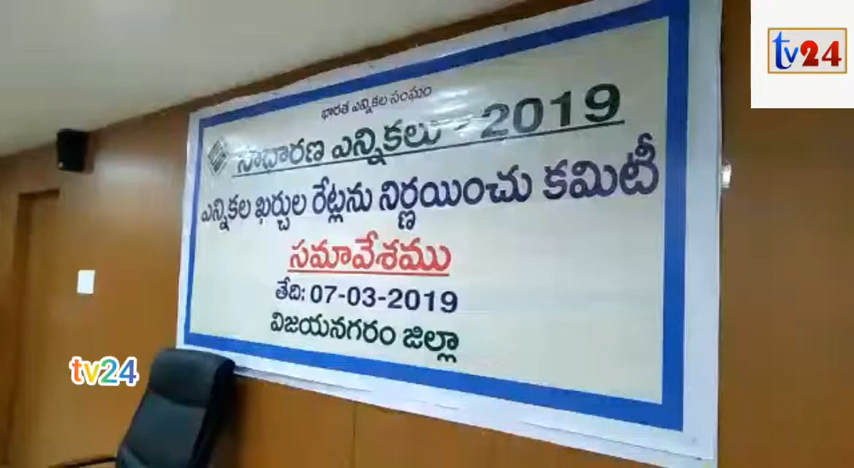 tv24
భారత ఎన్నికల సంఘం
సాధారణ ఎన్నికలు - 2019
ఎన్నికల ఖర్చుల రేట్లను నిర్ణయించు కమిటీ
సమావేశము
తేది: 07-03-2019
విజయనగరం జిల్లా
tv24